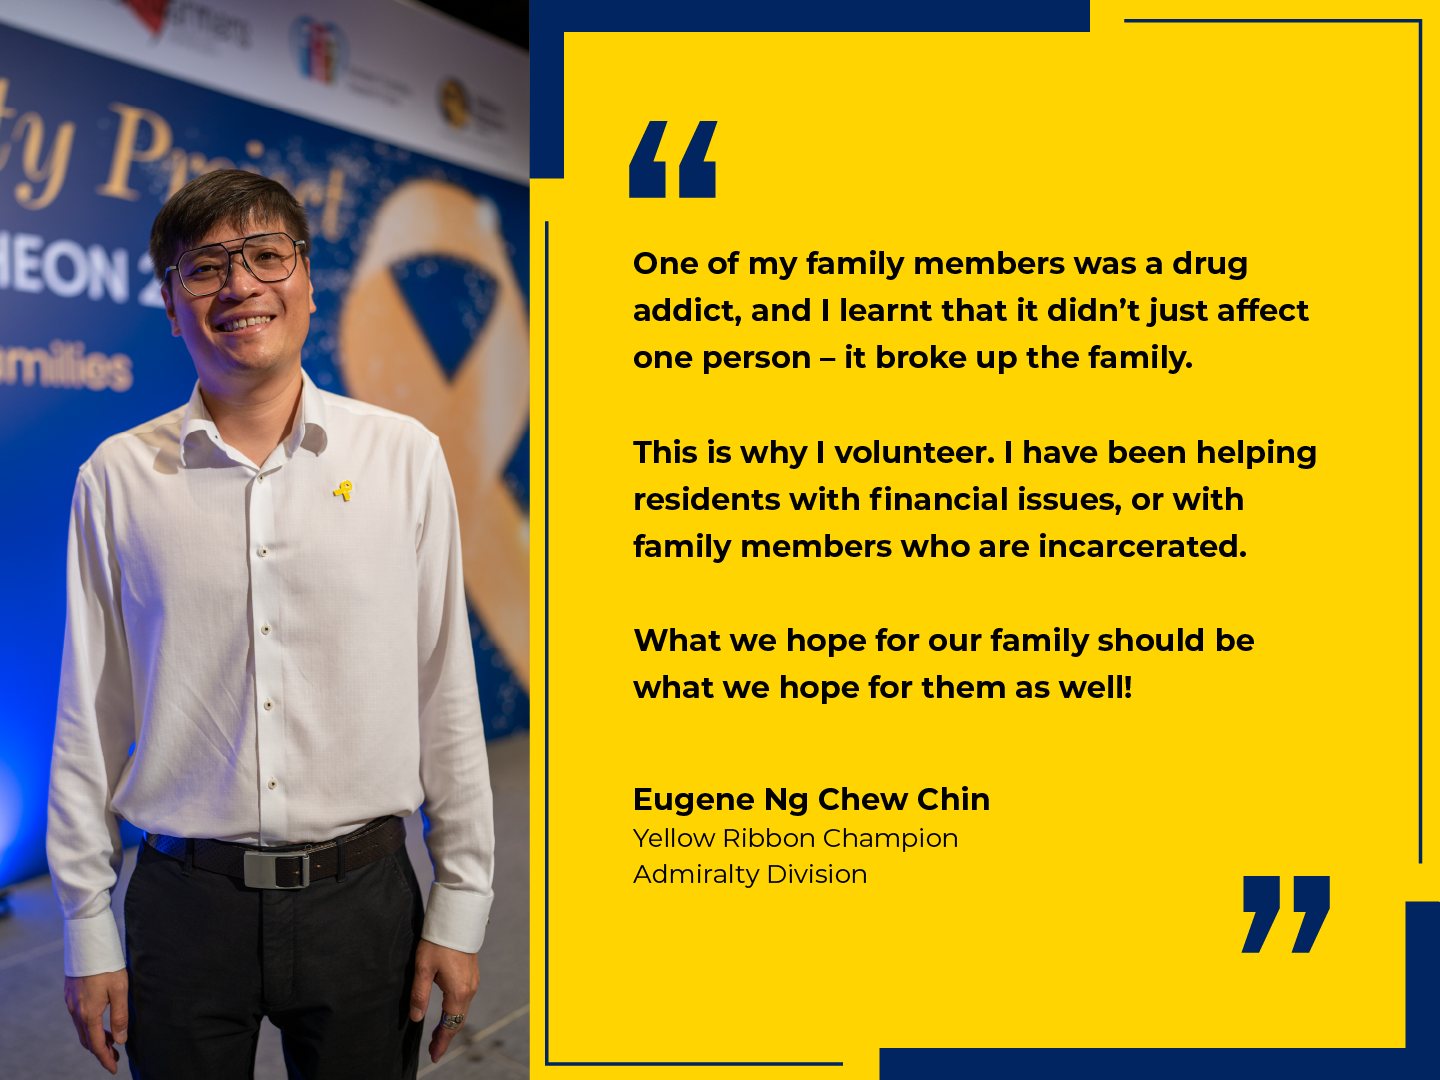 ty Project
HEON 2
amilies
“
One of my family members was a drug
addict, and I learnt that it didn’t just affect
one person – it broke up the family.
This is why I volunteer. I have been helping
residents with financial issues, or with
family members who are incarcerated.
What we hope for our family should be
what we hope for them as well!
Eugene Ng Chew Chin
Yellow Ribbon Champion
Admiralty Division
”